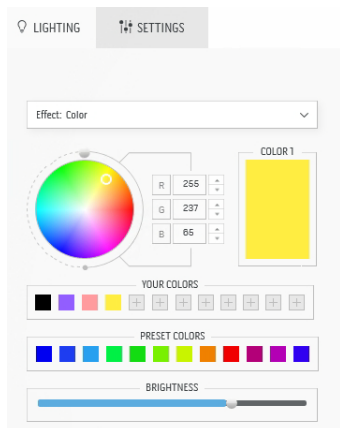 LIGHTING
SETTINGS
Effect: Color
COLOR 1
R 255
G 237
B 65
YOUR COLORS
PRESET COLORS
BRIGHTNESS